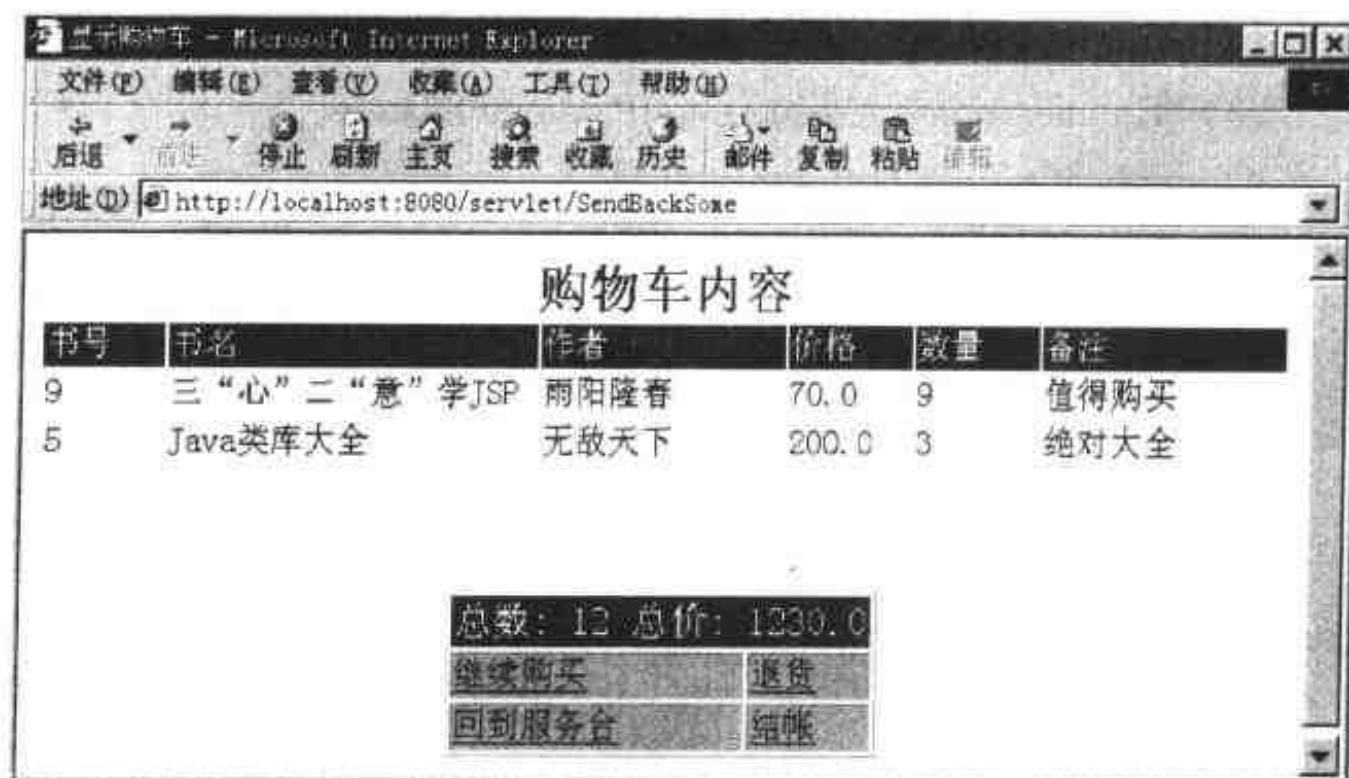 显示购物车 - Microsoft Internet Explorer
文件(F) 编辑(E) 查看(V) 收藏(A) 工具(T) 帮助(H)
后退 前进 停止 刷新 主页 搜索 收藏 历史 邮件 复制 粘贴 编辑
地址(D) http://localhost:8080/servlet/SendBackSome
购物车内容
书号 书名 作者 价格 数量 备注
9 三“心”二“意”学JSP 雨阳隆春 70.0 9 值得购买
5 Java类库大全 无敌天下 200.0 3 绝对大全
总数: 12 总价: 1230.0
继续购买 退货
回到服务台 结帐